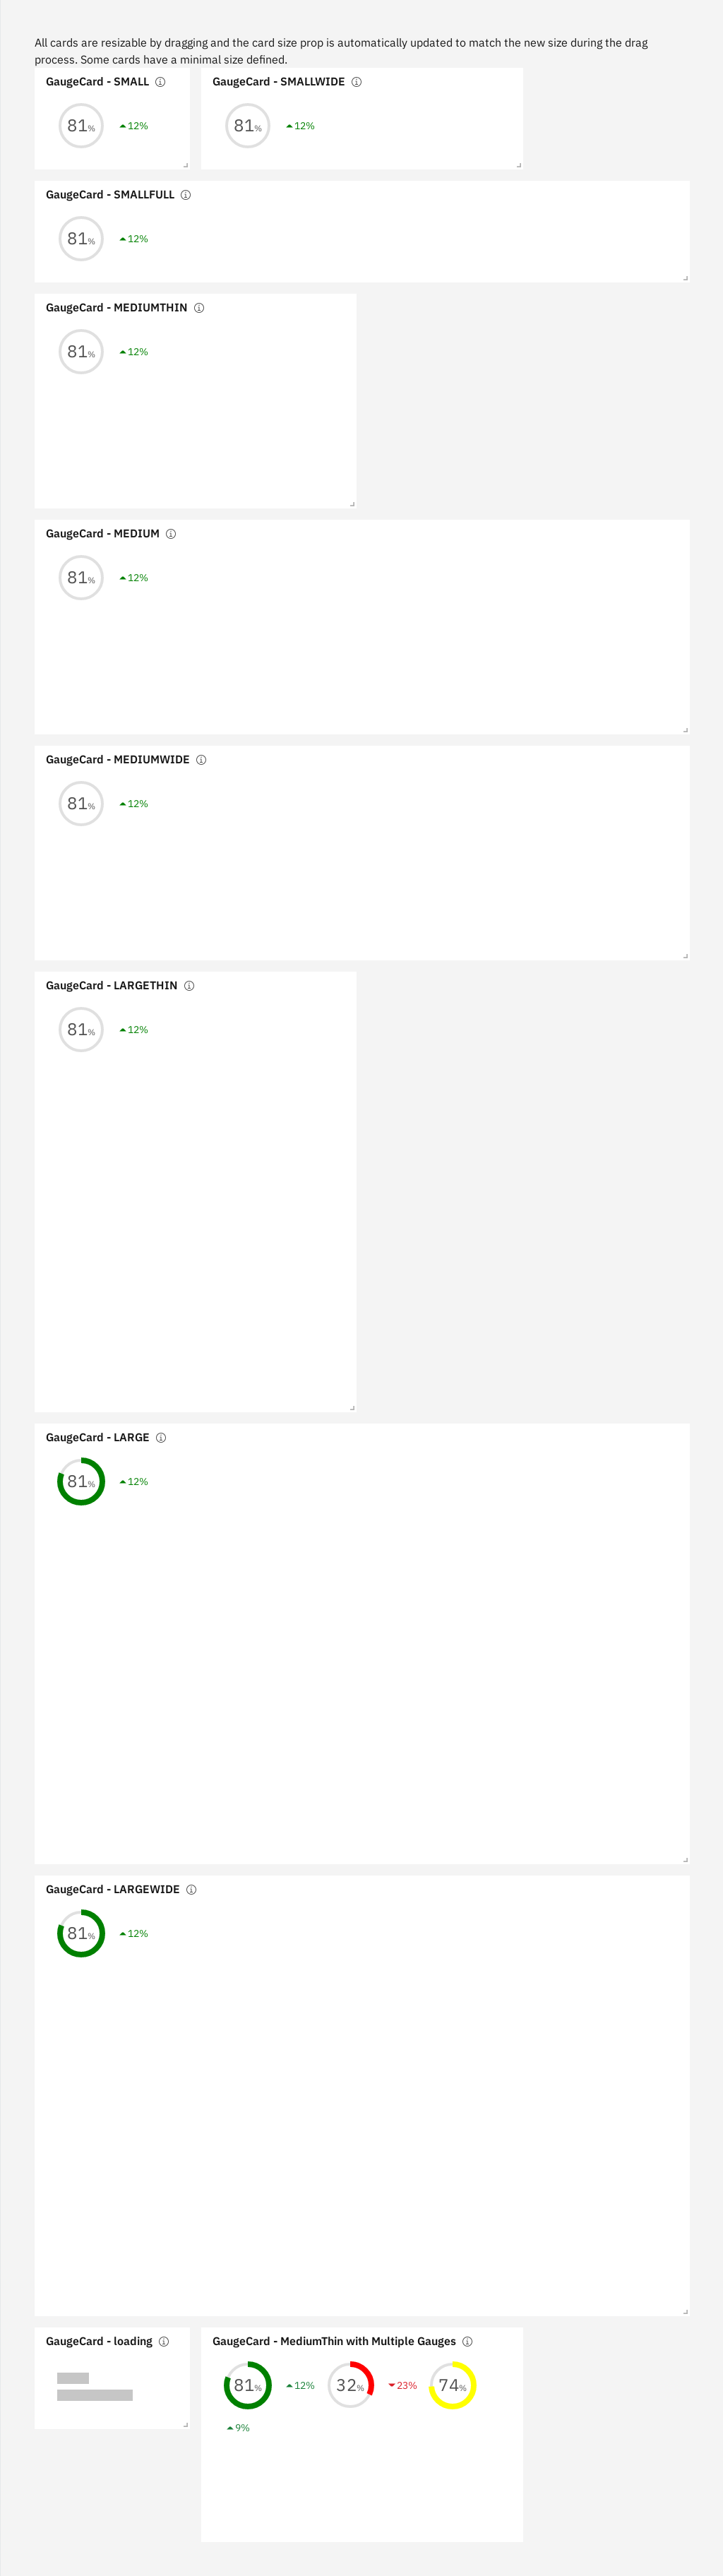 All cards are resizable by dragging and the card size prop is automatically updated to match the new size during the drag
process. Some cards have a minimal size defined.
GaugeCard - SMALL
81%
12%
GaugeCard - SMALLWIDE
81%
12%
GaugeCard - SMALLFULL
81%
12%
GaugeCard - MEDIUMTHIN
81%
12%
GaugeCard - MEDIUM
81%
12%
GaugeCard - MEDIUMWIDE
81%
12%
GaugeCard - LARGETHIN
81%
12%
GaugeCard - LARGE
81%
12%
GaugeCard - LARGEWIDE
81%
12%
GaugeCard - loading
GaugeCard - MediumThin with Multiple Gauges
81%
12%
32%
23%
74%
9%